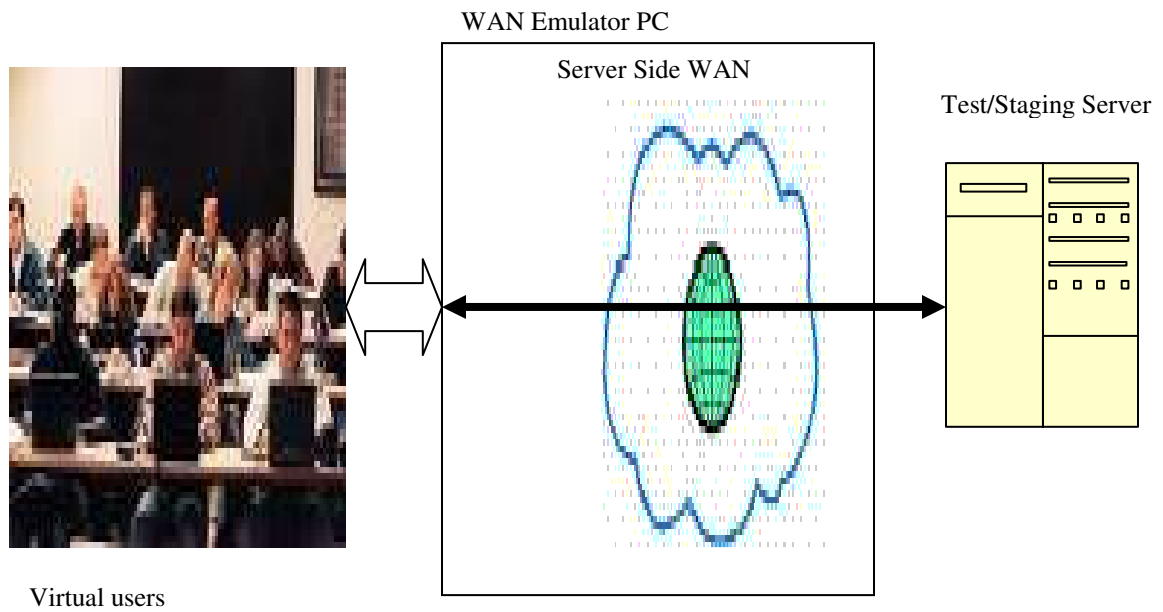 WAN Emulator PC
Server Side WAN
Test/Staging Server
Virtual users